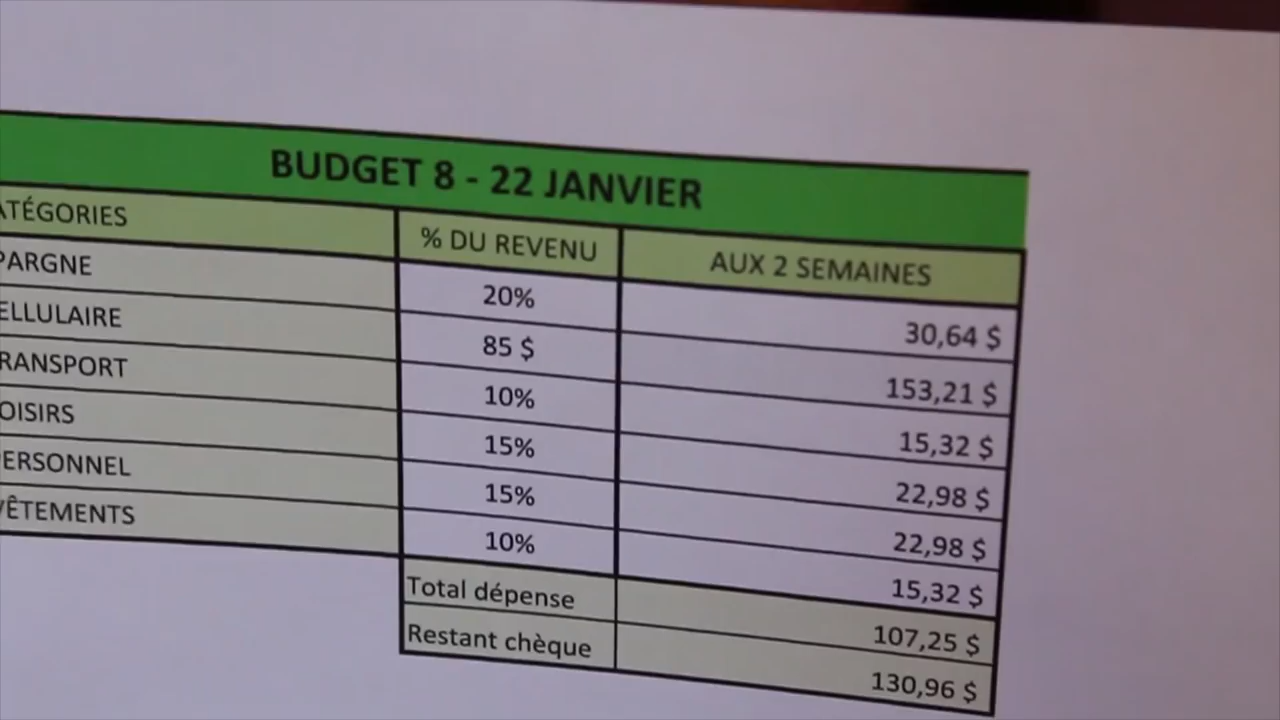 BUDGET 8 - 22 JANVIER
ATÉGORIES % DU REVENU AUX 2 SEMAINES
PARGNE 20% 30,64 $
ELLULAIRE 85 $ 153,21 $
RANSPORT 10% 15,32 $
OISIRS 15% 22,98 $
PERSONNEL 15% 22,98 $
VÊTEMENTS 10% 15,32 $
Total dépense 107,25 $
Restant chèque 130,96 $